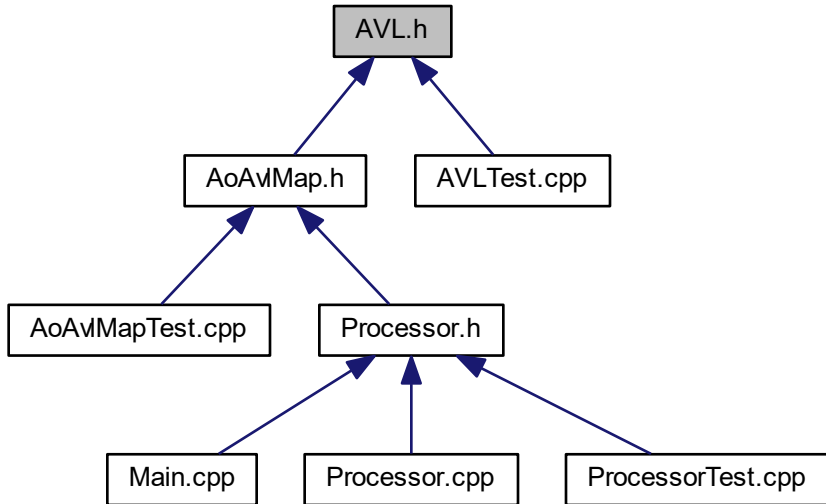 AVL.h
AoAvlMap.h
AVLTest.cpp
AoAvlMapTest.cpp
Processor.h
Main.cpp
Processor.cpp
ProcessorTest.cpp